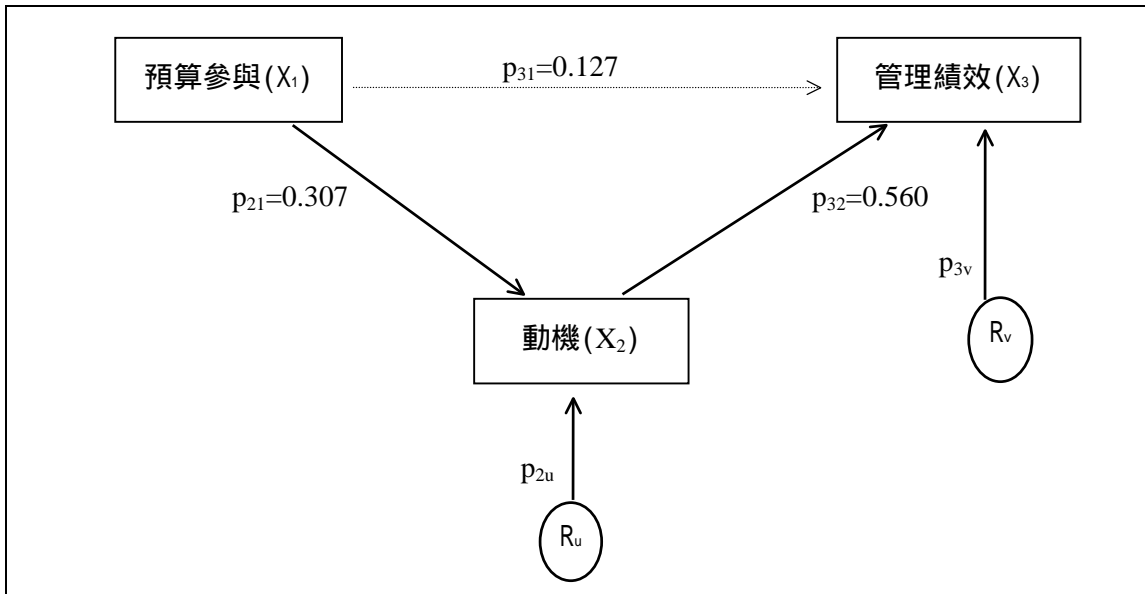 預算參與(X₁)
p₃₁=0.127
管理績效(X₃)
p₂₁=0.307
p₃₂=0.560
p₃ᵥ
動機(X₂)
Rᵥ
p₂ᵤ
Rᵤ